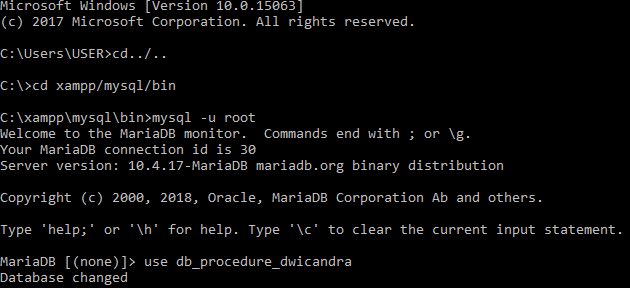 Microsoft Windows [Version 10.0.15063]
(c) 2017 Microsoft Corporation. All rights reserved.
C:\Users\USER>cd../..
C:\>cd xampp/mysql/bin
C:\xampp\mysql\bin>mysql -u root
Welcome to the MariaDB monitor.  Commands end with ; or \g.
Your MariaDB connection id is 30
Server version: 10.4.17-MariaDB mariadb.org binary distribution
Copyright (c) 2000, 2018, Oracle, MariaDB Corporation Ab and others.
Type 'help;' or '\h' for help. Type '\c' to clear the current input statement.
MariaDB [(none)]> use db_procedure_dwicandra
Database changed